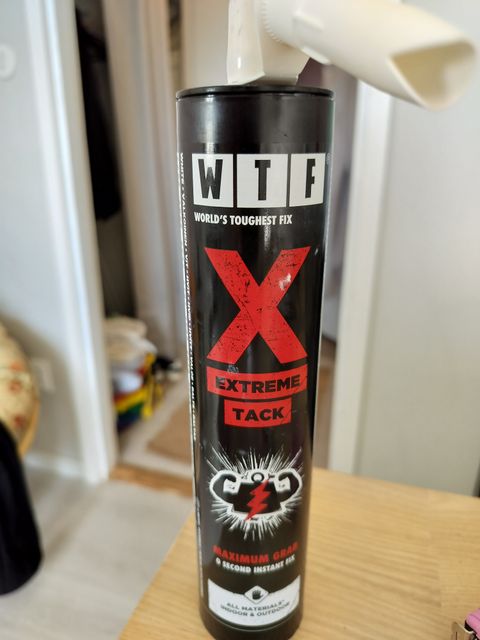 WTF
WORLD'S TOUGHEST FIX
X
EXTREME
TACK
MAXIMUM GRAB
0 SECOND INSTANT FIX
ALL MATERIALS*
INDOOR & OUTDOOR